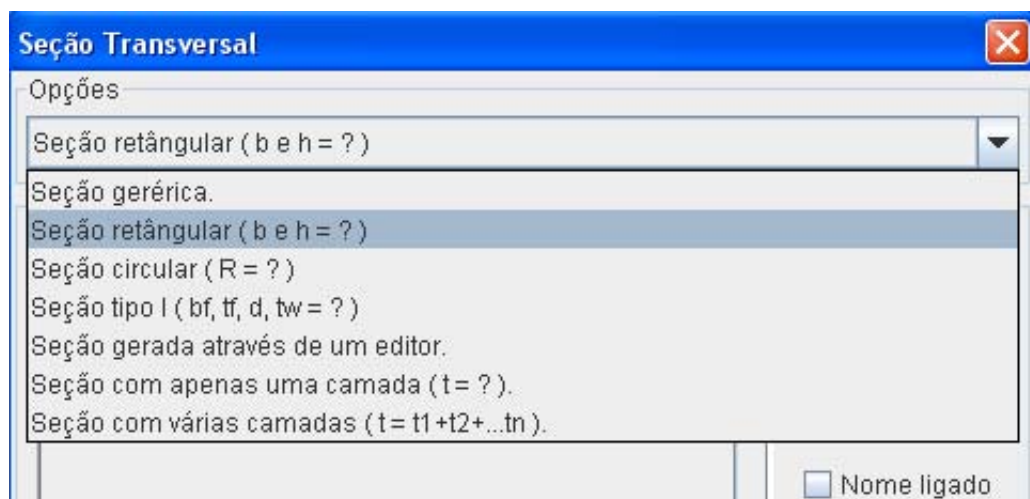 Seção Transversal
Opções
Seção retângular ( b e h = ? )
Seção gerérica.
Seção retângular ( b e h = ? )
Seção circular ( R = ? )
Seção tipo I ( bf, tf, d, tw = ? )
Seção gerada através de um editor.
Seção com apenas uma camada ( t = ? ).
Seção com várias camadas ( t = t1+t2+...tn ).
Nome ligado